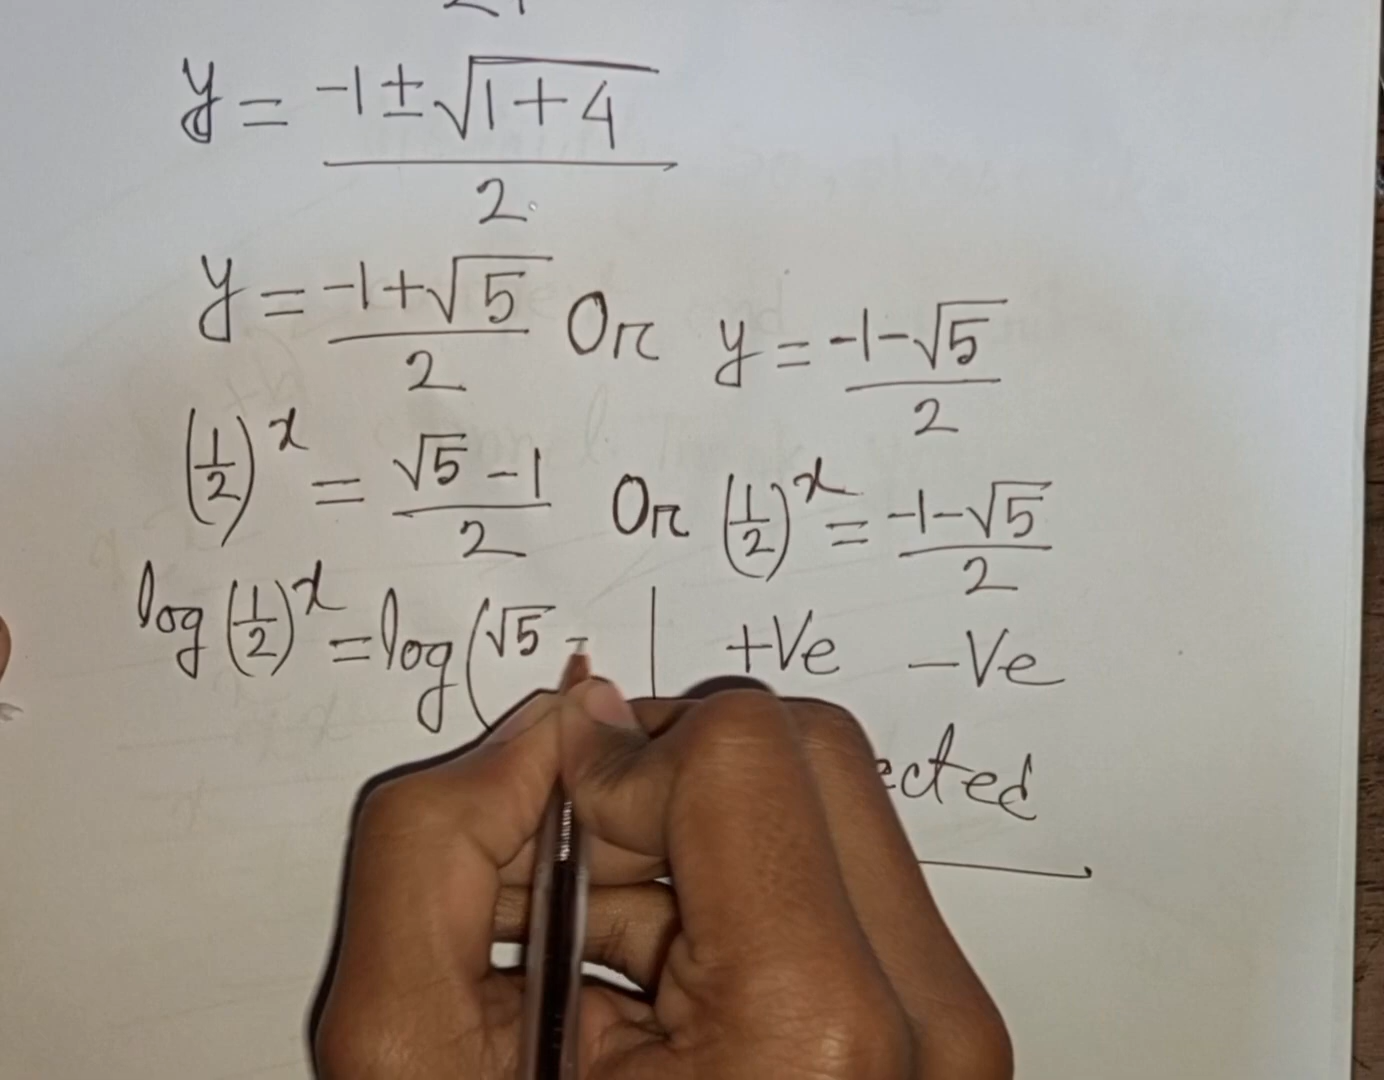 y = (-1 ± √(1+4)) / 2
y = (-1+√5) / 2 Or y = (-1-√5) / 2
(1/2)^x = (√5 - 1) / 2 Or (1/2)^x = (-1-√5) / 2
log (1/2)^x = log (√5 - | +Ve -Ve
ected